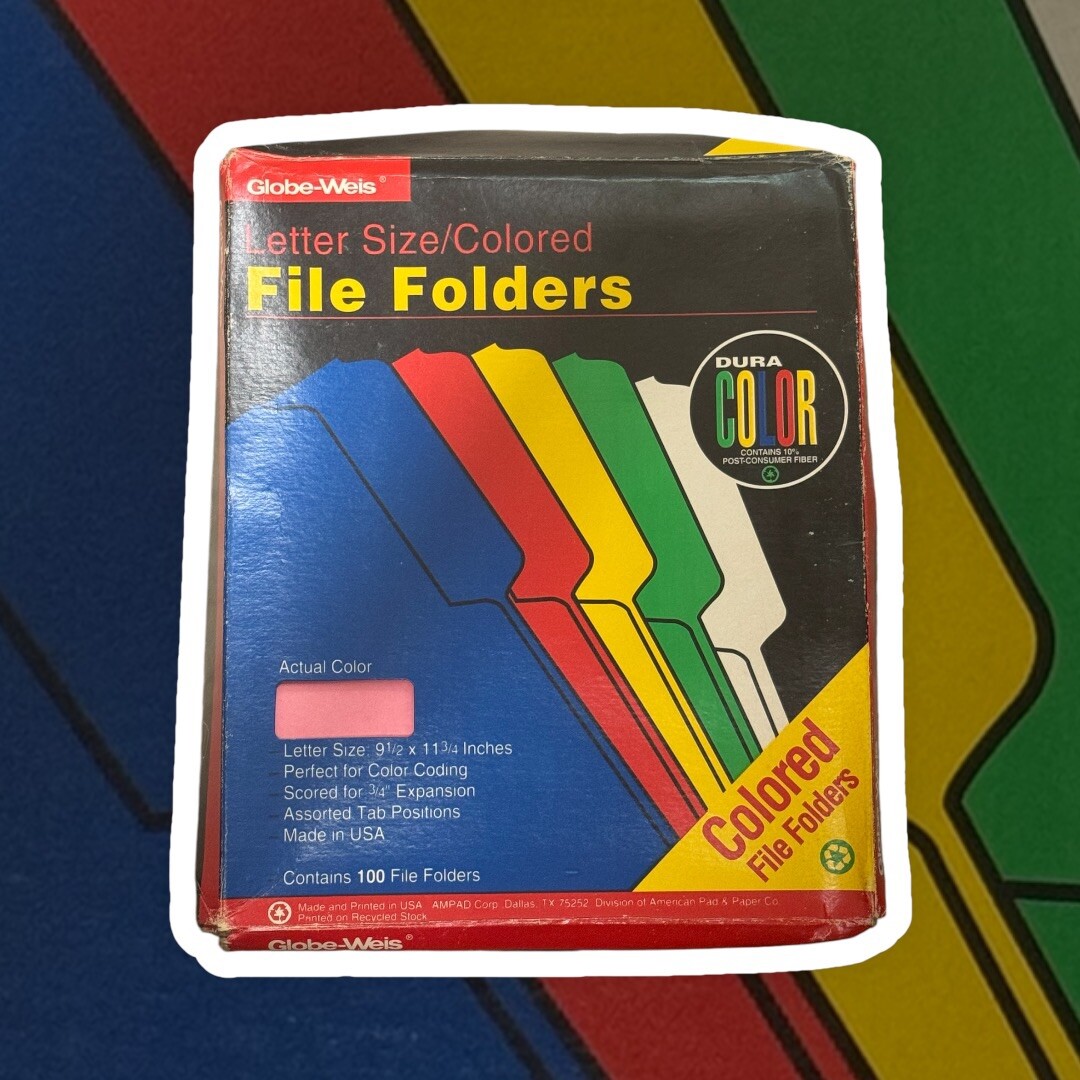 Globe-Weis®
Letter Size/Colored
File Folders
DURA
COLOR
CONTAINS 10%
POST-CONSUMER FIBER
Actual Color
Letter Size: 9 1/2 x 11 3/4 Inches
Perfect for Color Coding
Scored for 3/4" Expansion
Assorted Tab Positions
Made in USA
Contains 100 File Folders
Colored
File Folders
Made and Printed in USA AMPAD Corp., Dallas, TX 75252 Division of American Pad & Paper Co.
Printed on Recycled Stock
Globe-Weis®